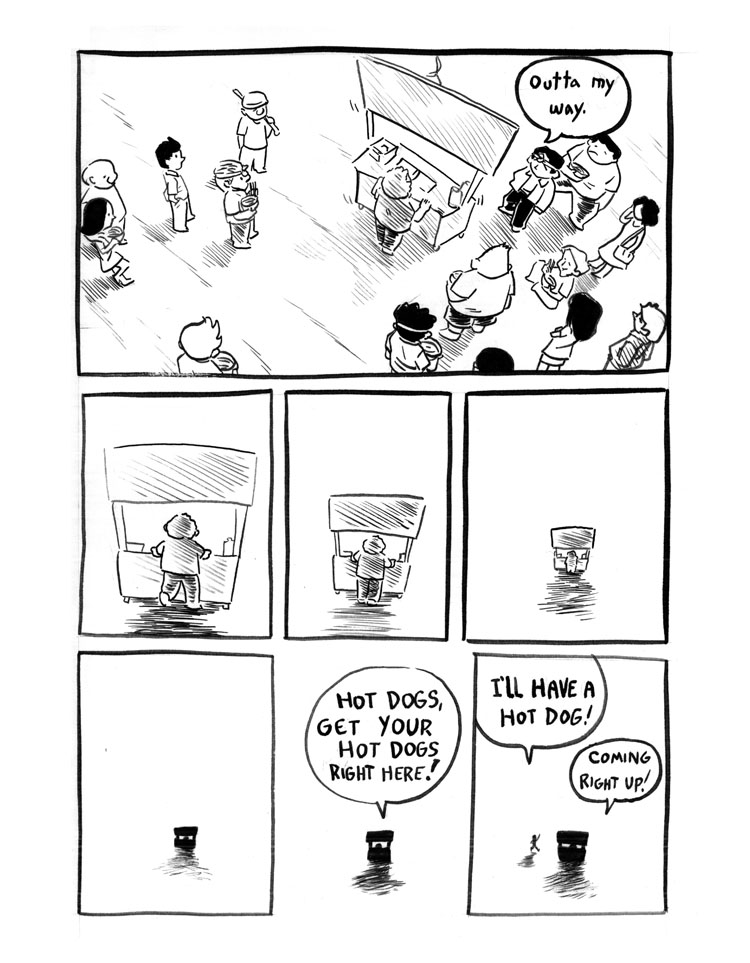 Outta my
way.
HOT DOGS,
GET YOUR
HOT DOGS
RIGHT HERE!
I'LL HAVE A
HOT DOG!
COMING
RIGHT UP!